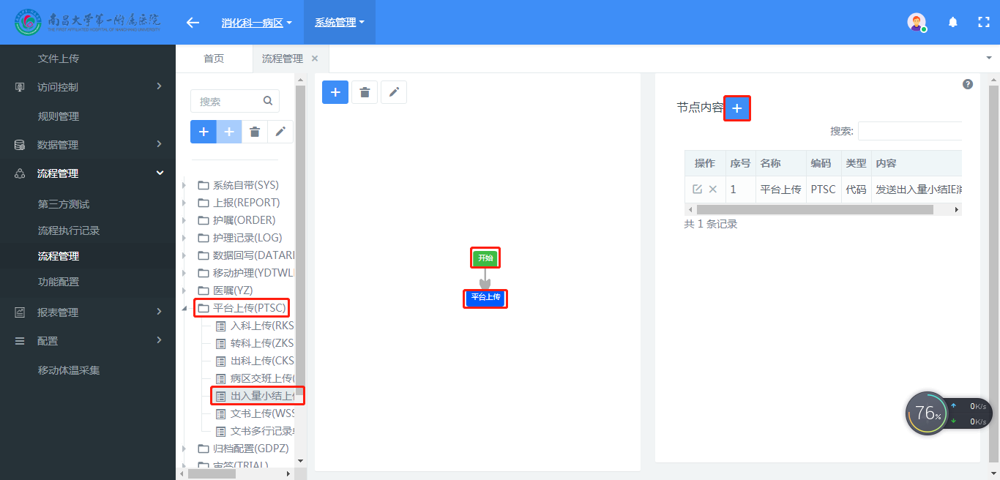 南昌大学第一附属医院
THE FIRST AFFILIATED HOSPITAL OF NANCHANG UNIVERSITY
消化科一病区
系统管理
文件上传
访问控制
规则管理
数据管理
流程管理
第三方测试
流程执行记录
流程管理
功能配置
报表管理
配置
移动体温采集
首页
流程管理
搜索
系统自带(SYS)
上报(REPORT)
护嘱(ORDER)
护理记录(LOG)
数据回写(DATARI
移动护理(YDTWLI
医嘱(YZ)
平台上传(PTSC)
入科上传(RKS
转科上传(ZKS
出科上传(CKS
病区交班上传(
出入量小结上传
文书上传(WSS
文书多行记录
归档配置(GDPZ)
审签(TRIAL)
开始
平台上传
节点内容
搜索:
操作 序号 名称 编码 类型 内容
1 平台上传 PTSC 代码 发送出入量小结IE消
共 1 条记录
76%
0K/s
0K/s